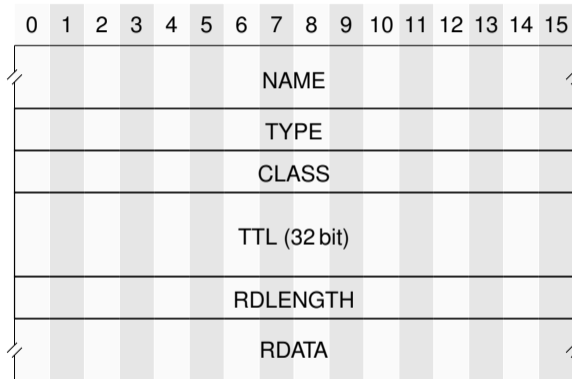 0 1 2 3 4 5 6 7 8 9 10 11 12 13 14 15
NAME
TYPE
CLASS
TTL (32 bit)
RDLENGTH
RDATA